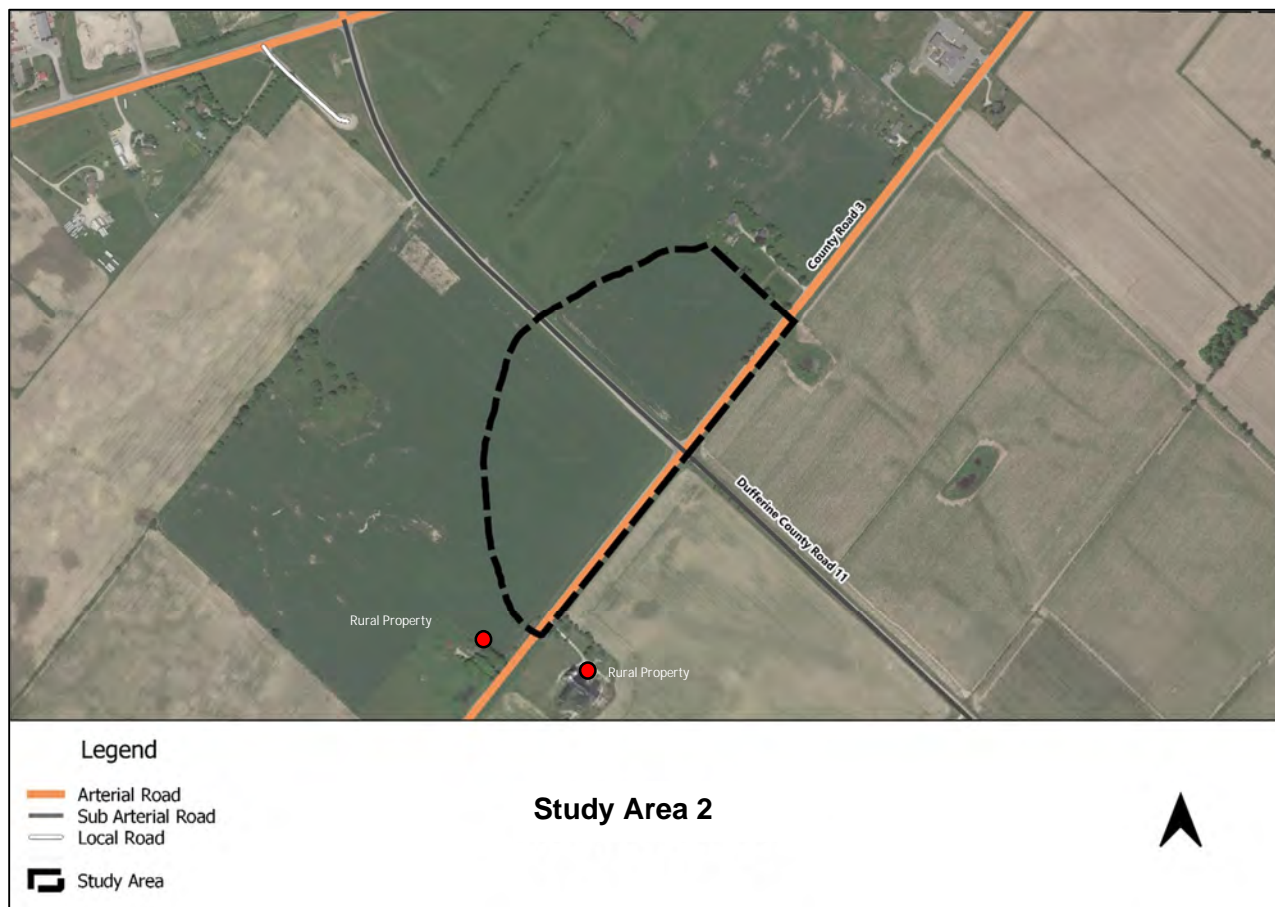 County Road 3
Dufferine County Road 11
Rural Property
Rural Property
Legend
Arterial Road
Sub Arterial Road
Local Road
Study Area
Study Area 2